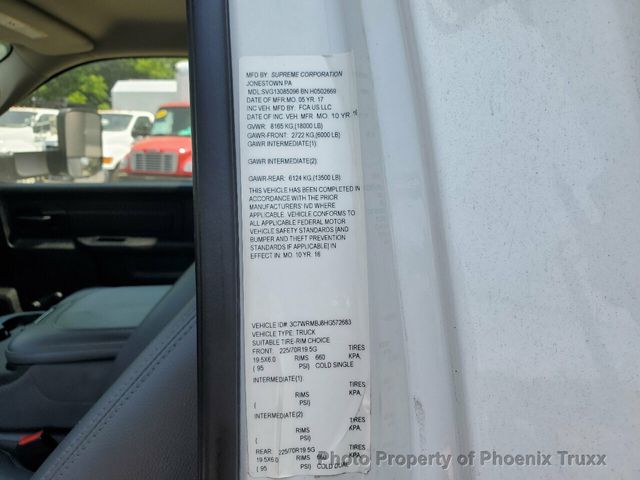 MFD BY: SUPREME CORPORATION
JONESTOWN PA
MDL:SVG13085096 BN:H0502669
DATE OF MFR. MO. 05 YR. 17
INC VEH. MFD BY: FCA US LLC
DATE OF INC. VEH MFR MO. 10 YR. 16
GVWR: 8165 KG,(18000 LB)
GAWR-FRONT: 2722 KG,(6000 LB)
GAWR INTERMEDIATE(1):
GAWR INTERMEDIATE(2):
GAWR-REAR: 6124 KG,(13500 LB)
THIS VEHICLE HAS BEEN COMPLETED IN
ACCORDANCE WITH THE PRIOR
MANUFACTURERS' IVD WHERE
APPLICABLE. VEHICLE CONFORMS TO
ALL APPLICABLE FEDERAL MOTOR
VEHICLE SAFETY STANDARDS [AND
BUMPER AND THEFT PREVENTION
STANDARDS IF APPLICABLE] IN
EFFECT IN: MO. 10 YR. 16
VEHICLE ID#: 3C7WRMBJ8HG572683
VEHICLE TYPE: TRUCK
SUITABLE TIRE-RIM CHOICE
FRONT: 225/70R19.5G TIRES
19.5X6.0 RIMS 660 KPA,
( 95 PSI) COLD SINGLE
INTERMEDIATE(1): TIRES
RIMS KPA,
( PSI)
INTERMEDIATE(2): TIRES
RIMS KPA,
( PSI)
REAR: 225/70R19.5G TIRES
19.5X6.0 RIMS 660 KPA,
( 95 PSI) COLD DUAL
Photo Property of Phoenix Truxx